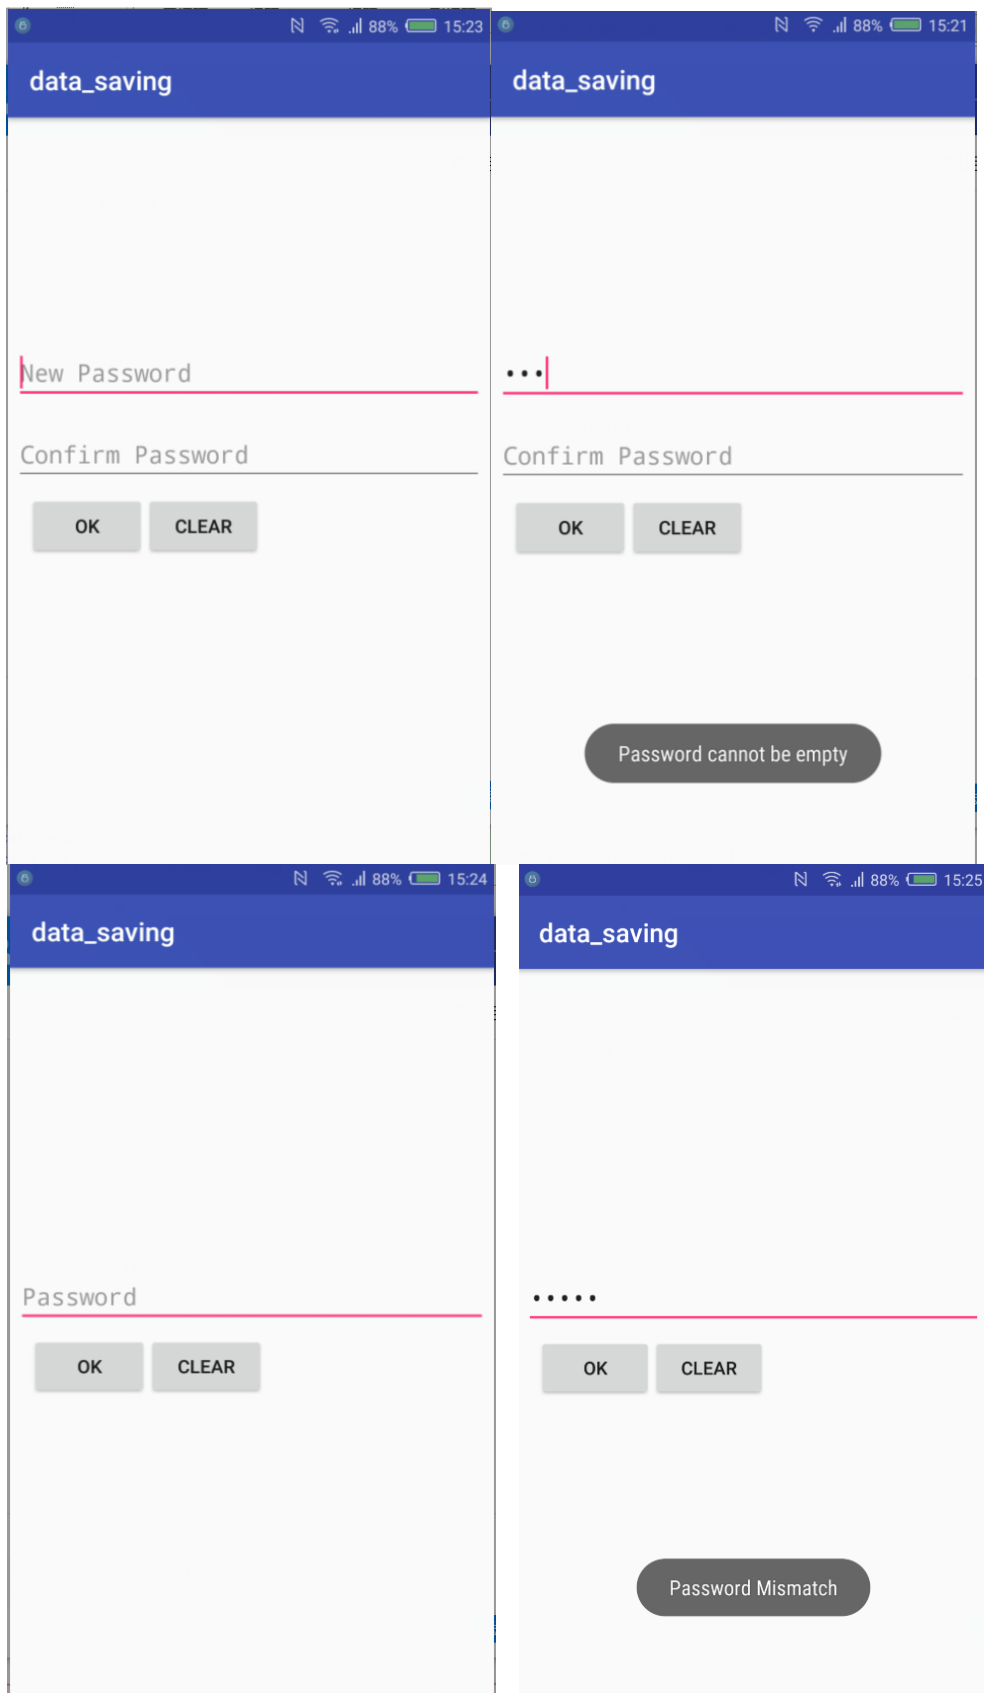 88% 15:23
data_saving
New Password
Confirm Password
OK CLEAR
88% 15:21
data_saving
•••
Confirm Password
OK CLEAR
Password cannot be empty
88% 15:24
data_saving
Password
OK CLEAR
88% 15:25
data_saving
•••••
OK CLEAR
Password Mismatch